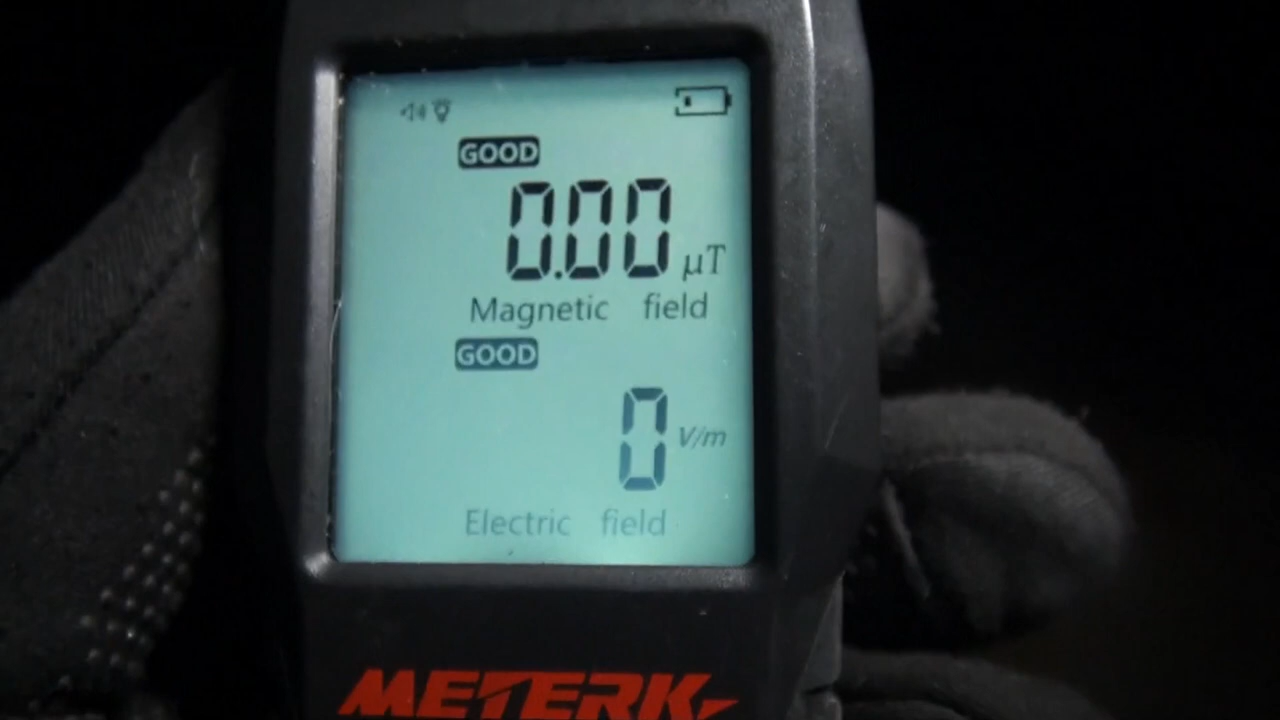 GOOD
0.00 µT
Magnetic field
GOOD
0 V/m
Electric field
METERK